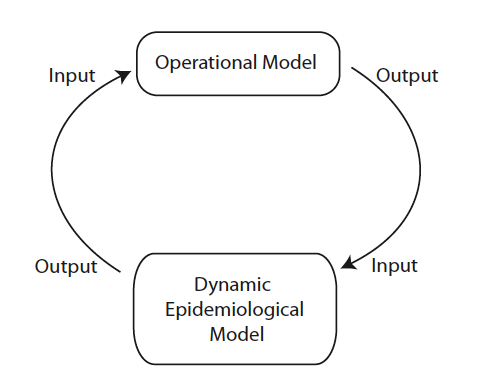 Operational Model
Input
Output
Output
Input
Dynamic
Epidemiological
Model